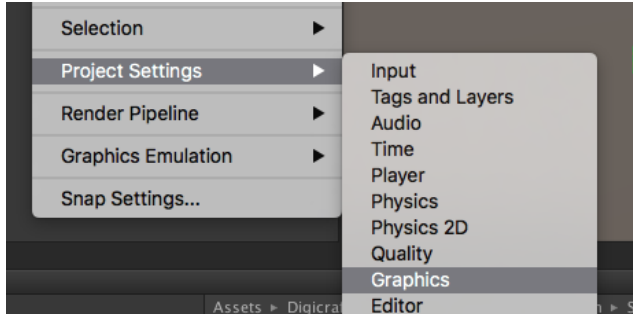 Selection
Project Settings
Render Pipeline
Graphics Emulation
Snap Settings...
Input
Tags and Layers
Audio
Time
Player
Physics
Physics 2D
Quality
Graphics
Editor
Assets